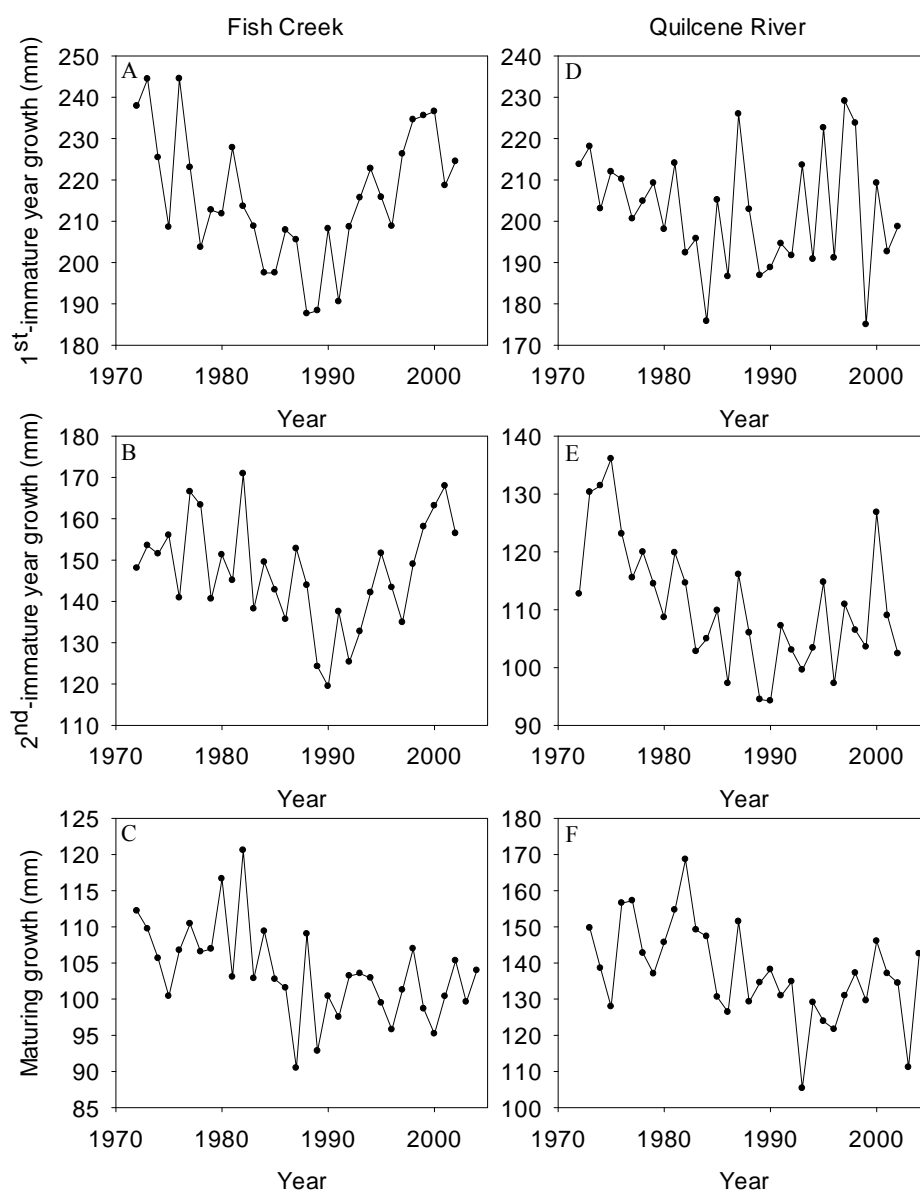 Fish Creek
Quilcene River
A
250
240
230
220
210
200
190
180
1st-immature year growth (mm)
1970 1980 1990 2000
Year
D
240
230
220
210
200
190
180
170
1970 1980 1990 2000
Year
B
180
170
160
150
140
130
120
110
2nd-immature year growth (mm)
1970 1980 1990 2000
Year
E
140
130
120
110
100
90
1970 1980 1990 2000
Year
C
125
120
115
110
105
100
95
90
85
Maturing growth (mm)
1970 1980 1990 2000
Year
F
180
170
160
150
140
130
120
110
100
1970 1980 1990 2000
Year